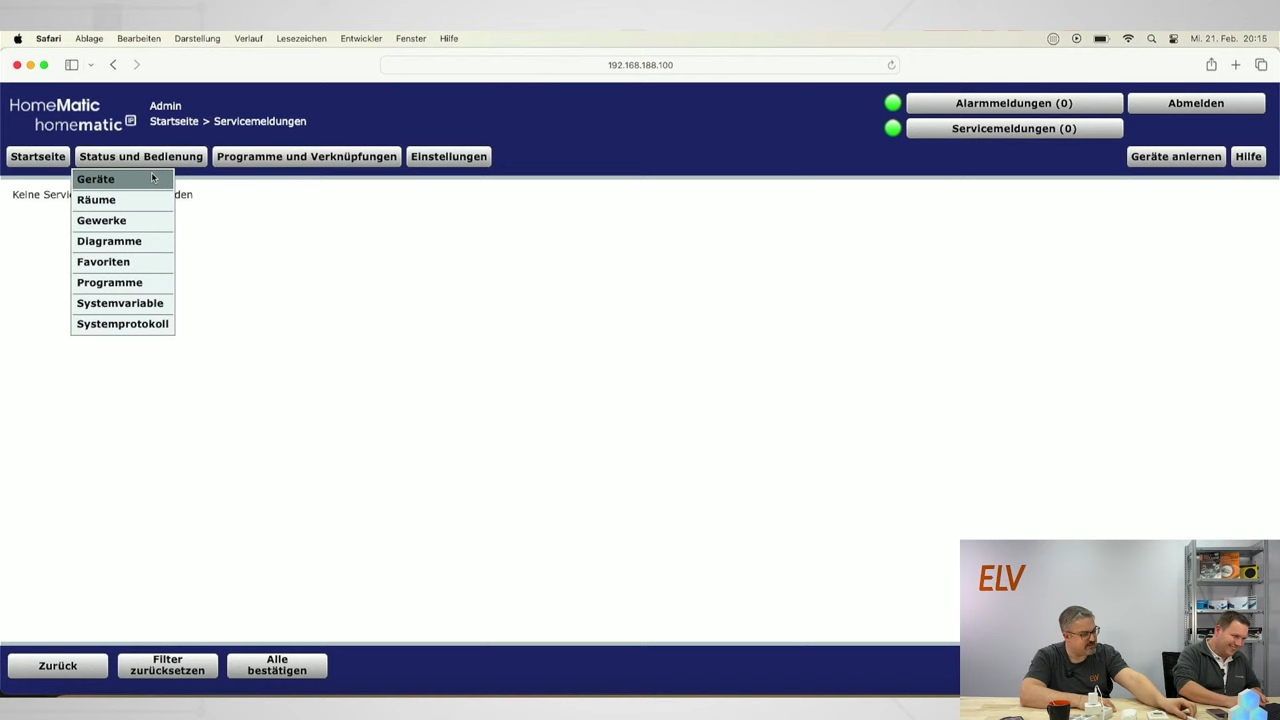 Safari Ablage Bearbeiten Darstellung Verlauf Lesezeichen Entwickler Fenster Hilfe Mi. 21. Feb. 20:15
192.168.188.100
HomeMatic
homematic IP
Admin
Startseite > Servicemeldungen
Alarmmeldungen (0)
Abmelden
Servicemeldungen (0)
Startseite Status und Bedienung Programme und Verknüpfungen Einstellungen Geräte anlernen Hilfe
Keine Servi den
Geräte
Räume
Gewerke
Diagramme
Favoriten
Programme
Systemvariable
Systemprotokoll
Zurück
Filter
zurücksetzen
Alle
bestätigen
ELV
ELV